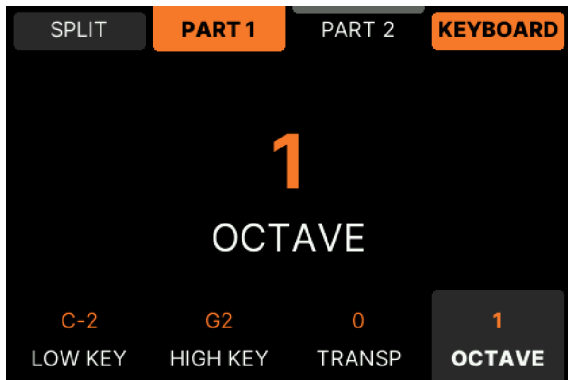 SPLIT PART 1 PART 2 KEYBOARD
1
OCTAVE
C-2 G2 0 1
LOW KEY HIGH KEY TRANSP OCTAVE